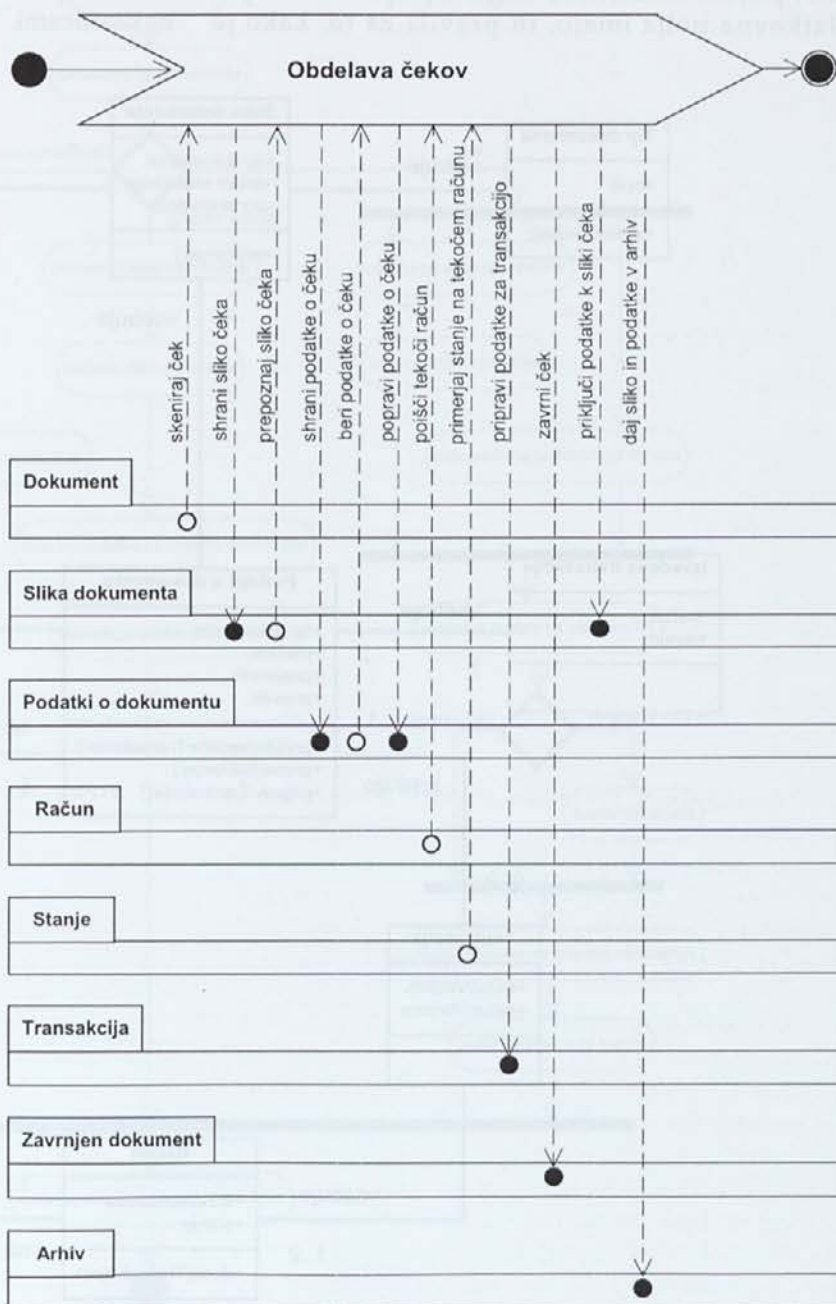 Obdelava čekov
skeniraj ček
shrani sliko čeka
prepoznaj sliko čeka
shrani podatke o čeku
beri podatke o čeku
popravi podatke o čeku
poišči tekoči račun
primerjaj stanje na tekočem računu
pripravi podatke za transakcijo
zavrni ček
priključi podatke k sliki čeka
daj sliko in podatke v arhiv
Dokument
Slika dokumenta
Podatki o dokumentu
Račun
Stanje
Transakcija
Zavrnjen dokument
Arhiv